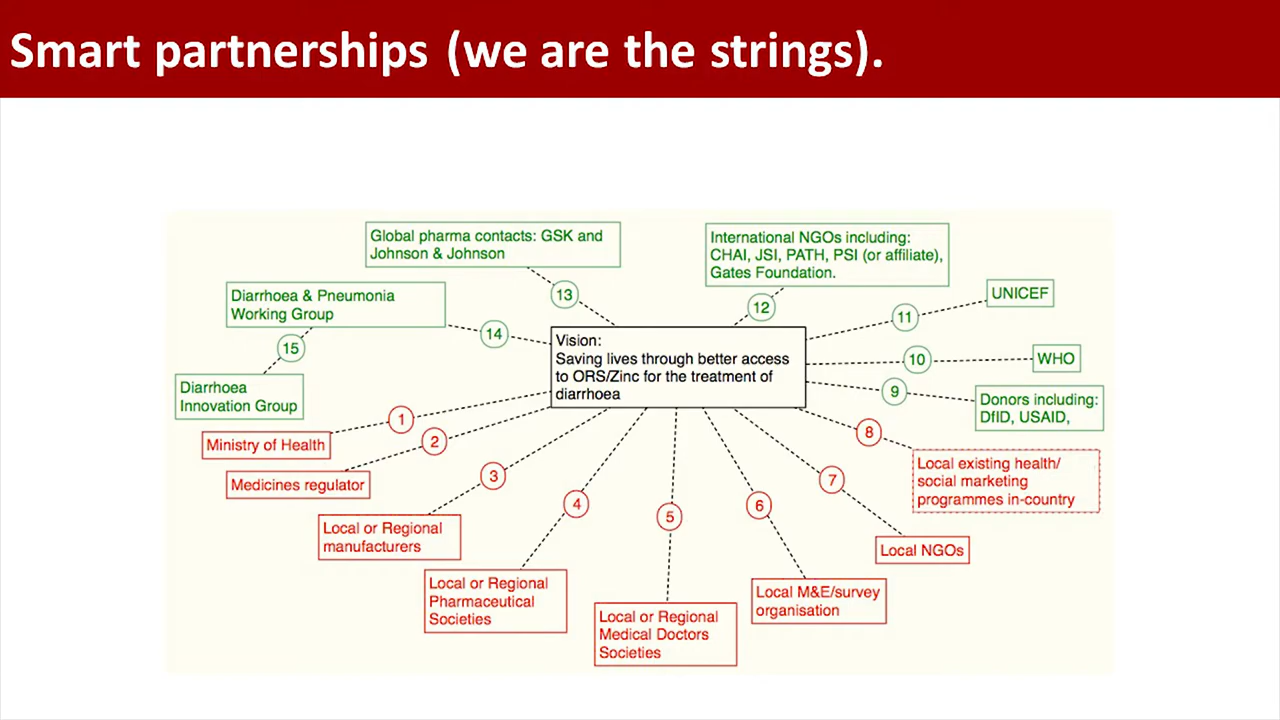 Smart partnerships (we are the strings).
Global pharma contacts: GSK and
Johnson & Johnson
International NGOs including:
CHAI, JSI, PATH, PSI (or affiliate),
Gates Foundation.
13
12
UNICEF
11
Diarrhoea & Pneumonia
Working Group
14
15
Vision:
Saving lives through better access
to ORS/Zinc for the treatment of
diarrhoea
10
WHO
9
Donors including:
DfID, USAID,
Diarrhoea
Innovation Group
1
Ministry of Health
2
Medicines regulator
3
Local or Regional
manufacturers
4
Local or Regional
Pharmaceutical
Societies
5
Local or Regional
Medical Doctors
Societies
6
Local M&E/survey
organisation
7
Local NGOs
8
Local existing health/
social marketing
programmes in-country